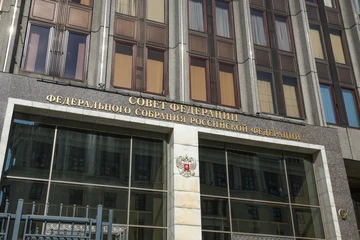 СОВЕТ ФЕДЕРАЦИИ
ФЕДЕРАЛЬНОГО СОБРАНИЯ РОССИЙСКОЙ ФЕДЕРАЦИИ